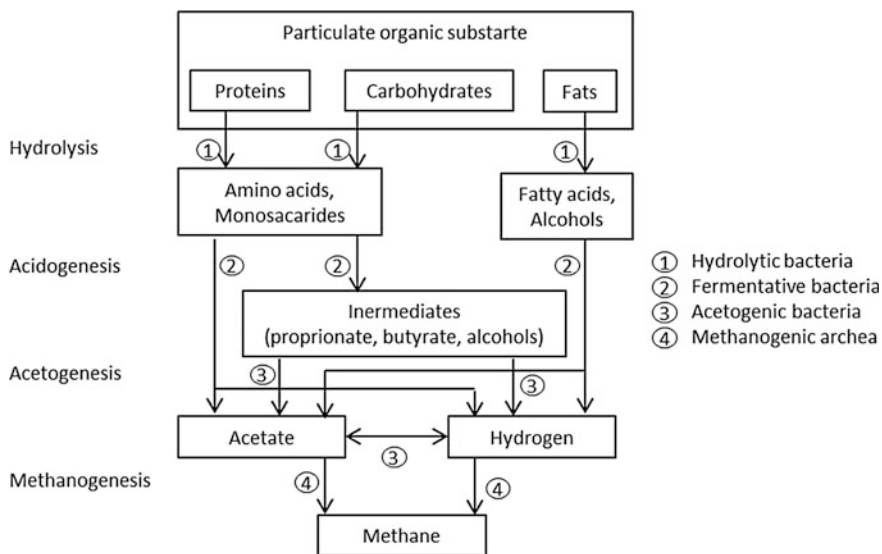 Particulate organic substarte
Proteins
Carbohydrates
Fats
Hydrolysis
① ① ①
Amino acids,
Monosacarides
Fatty acids,
Alcohols
Acidogenesis
② ② ②
① Hydrolytic bacteria
② Fermentative bacteria
③ Acetogenic bacteria
④ Methanogenic archea
Inermediates
(proprionate, butyrate, alcohols)
Acetogenesis
③ ③
Acetate
Hydrogen
③
Methanogenesis
④ ④
Methane